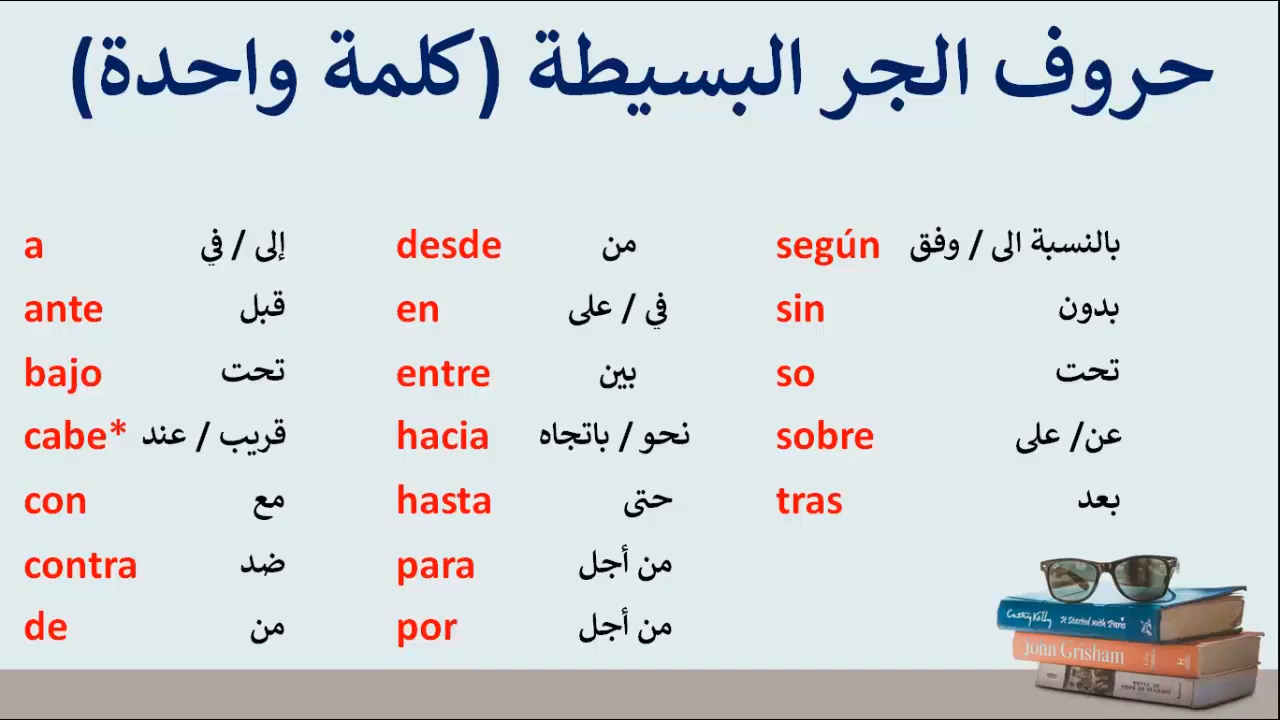 حروف الجر البسيطة (كلمة واحدة)
a إلى / في
ante قبل
bajo تحت
cabe* قريب / عند
con مع
contra ضد
de من
desde من
en في / على
entre بين
hacia نحو / باتجاه
hasta حتى
para من أجل
por من أجل
según بالنسبة الى / وفق
sin بدون
so تحت
sobre عن/ على
tras بعد
Cathy Kelly It Started with Paris
John Grisham